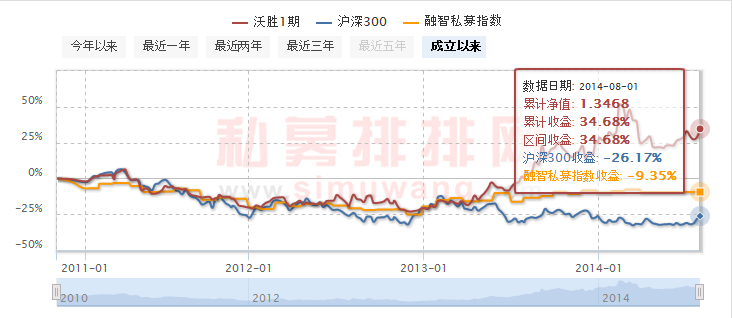 沃胜1期 沪深300 融智私募指数
今年以来 最近一年 最近两年 最近三年 最近五年 成立以来
数据日期: 2014-08-01
累计净值: 1.3468
累计收益: 34.68%
区间收益: 34.68%
沪深300收益: -26.17%
融智私募指数收益: -9.35%
50%
25%
0%
-25%
-50%
私募排排网
2011-01 2012-01 2013-01 2014-01
2010 2012 2014